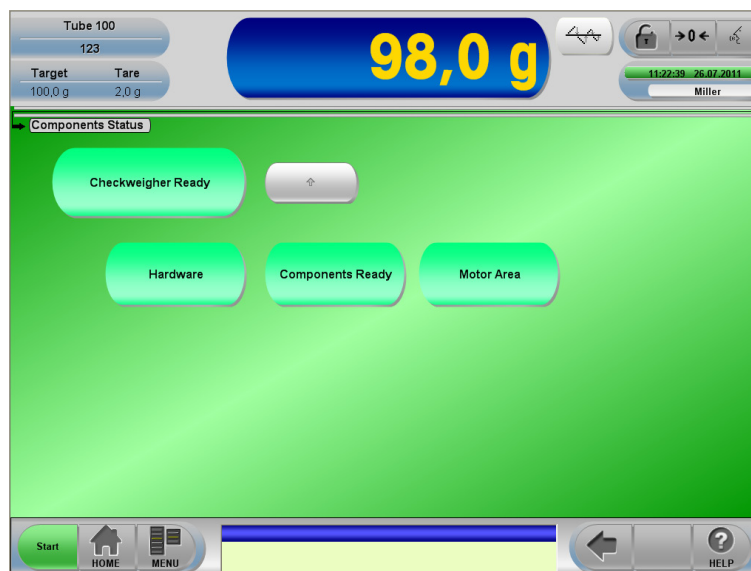 Tube 100
123
Target Tare
100,0 g 2,0 g
98,0 g
→0←
11:22:39 26.07.2011
Miller
Components Status
Checkweigher Ready
Hardware Components Ready Motor Area
Start
HOME
MENU
?
HELP